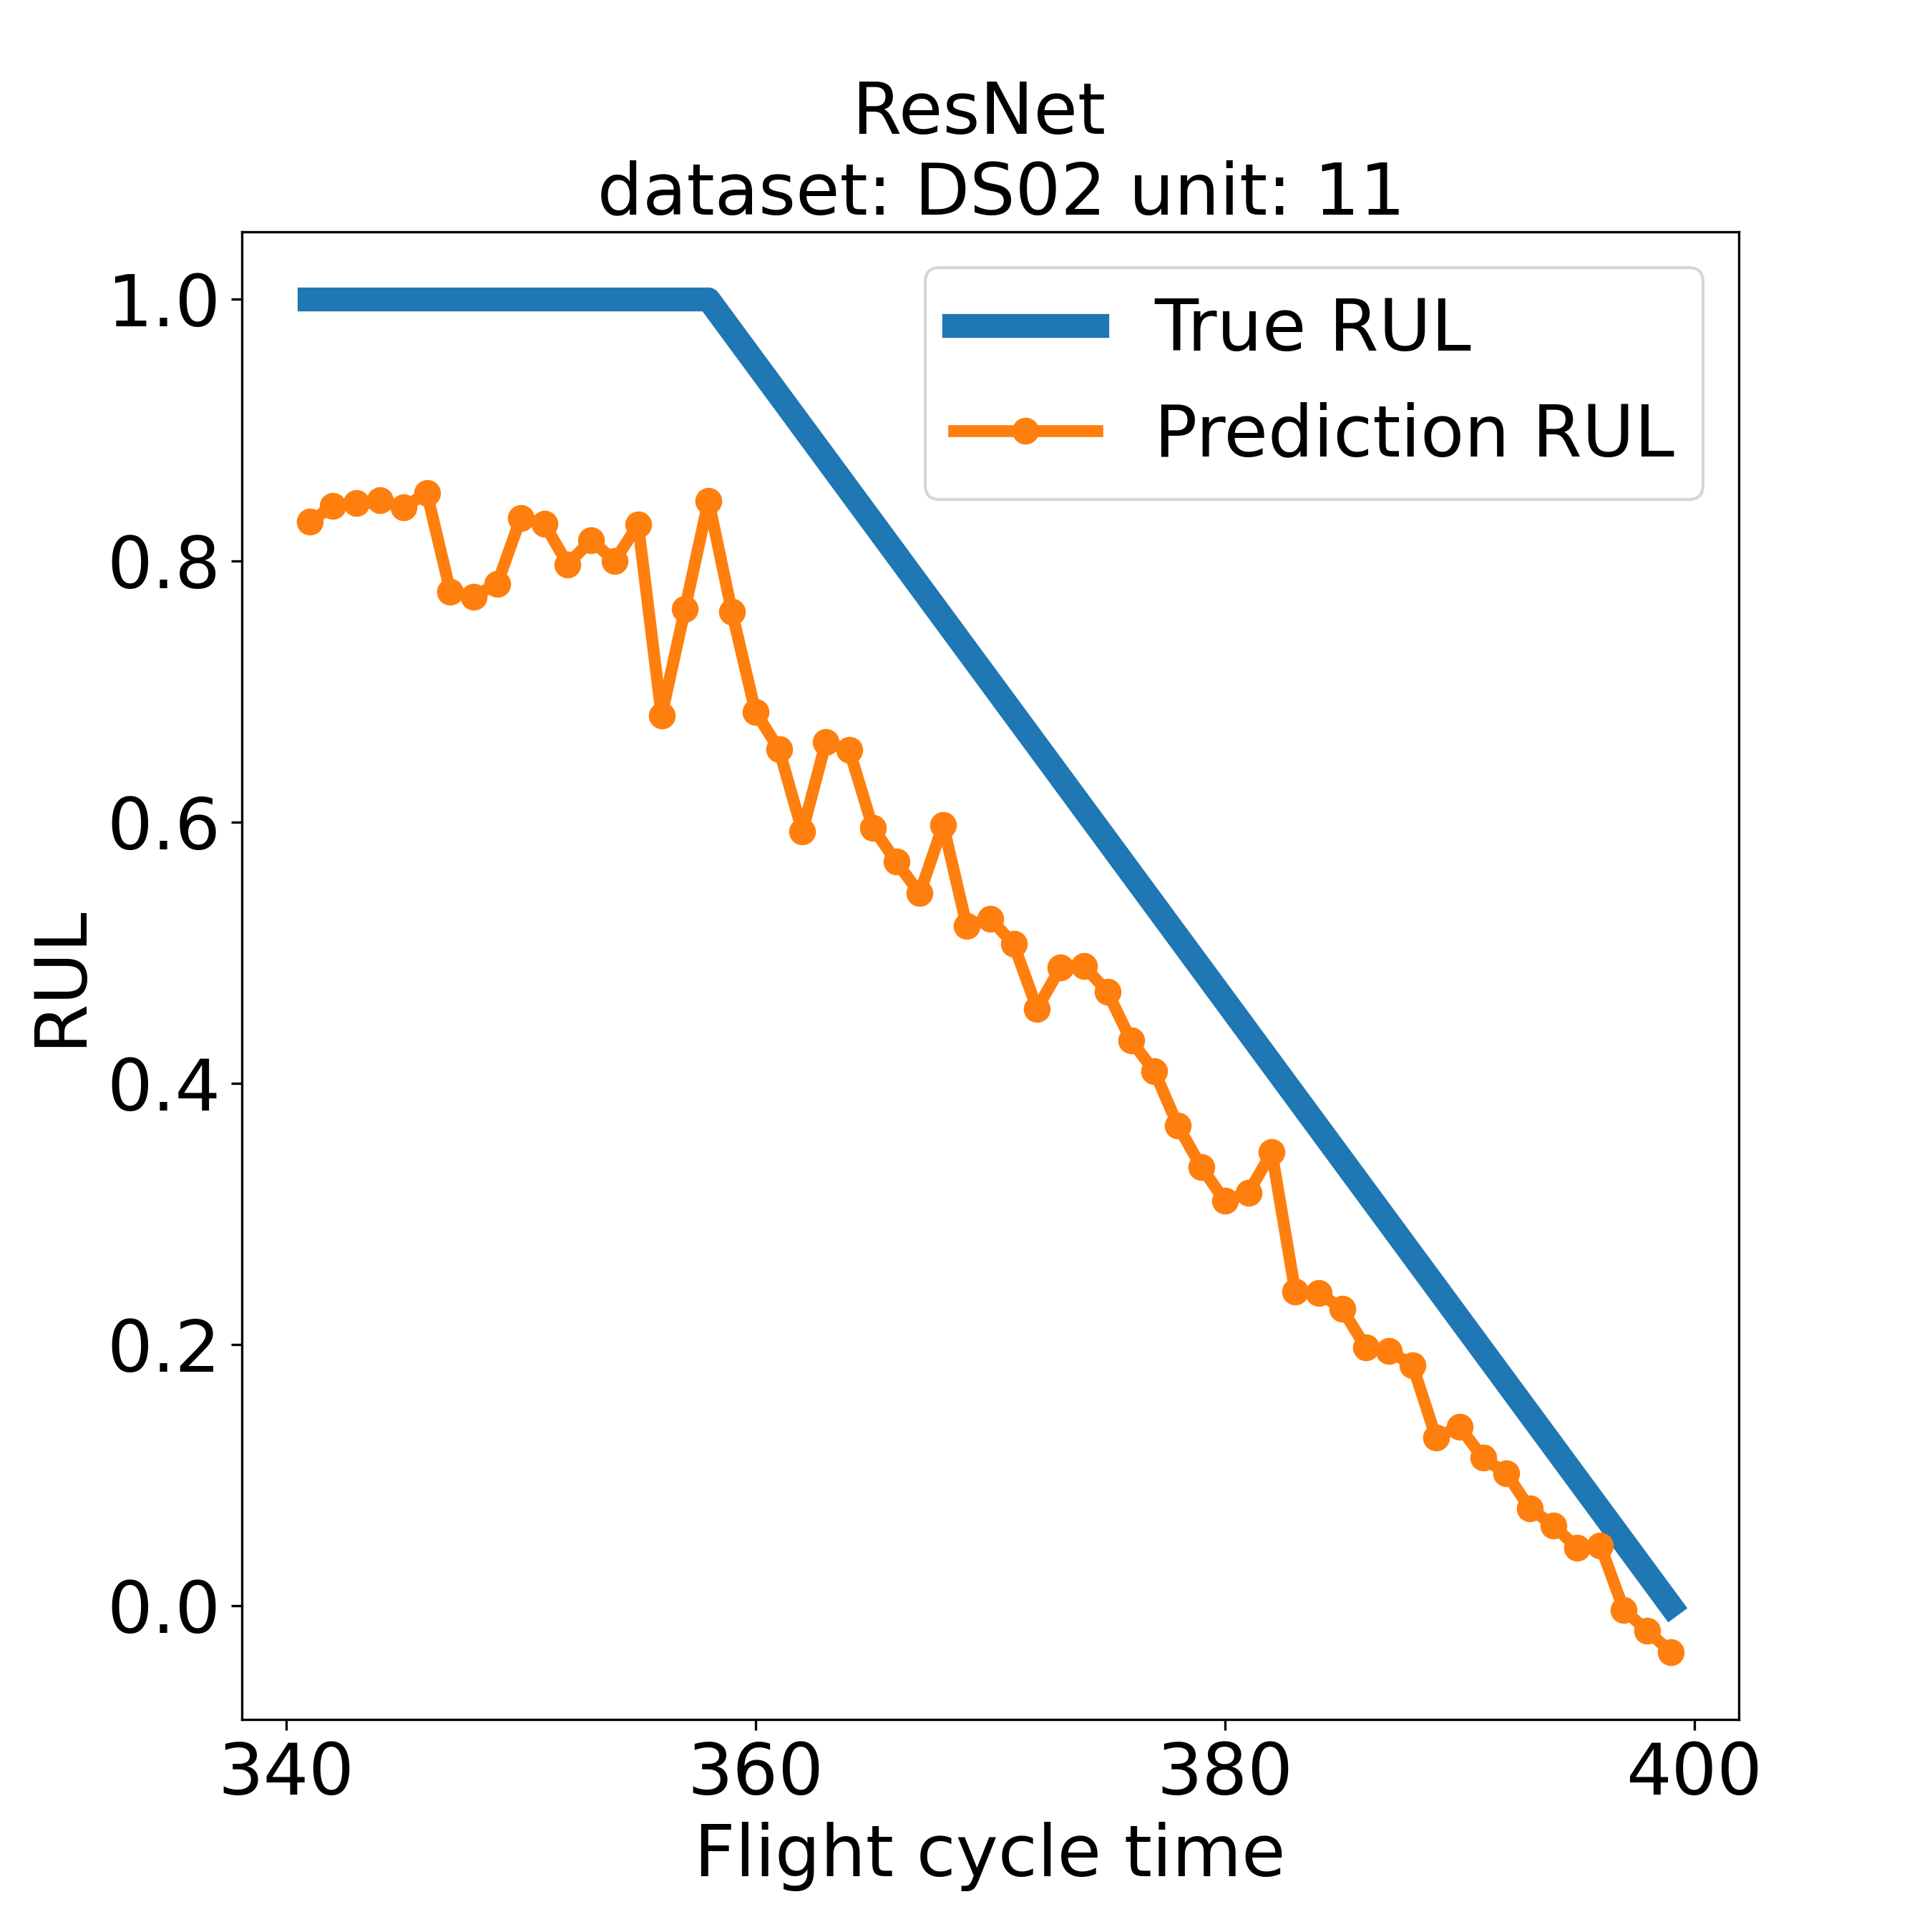 ResNet
dataset: DS02 unit: 11
True RUL
Prediction RUL
1.0
0.8
0.6
0.4
0.2
0.0
RUL
340 360 380 400
Flight cycle time